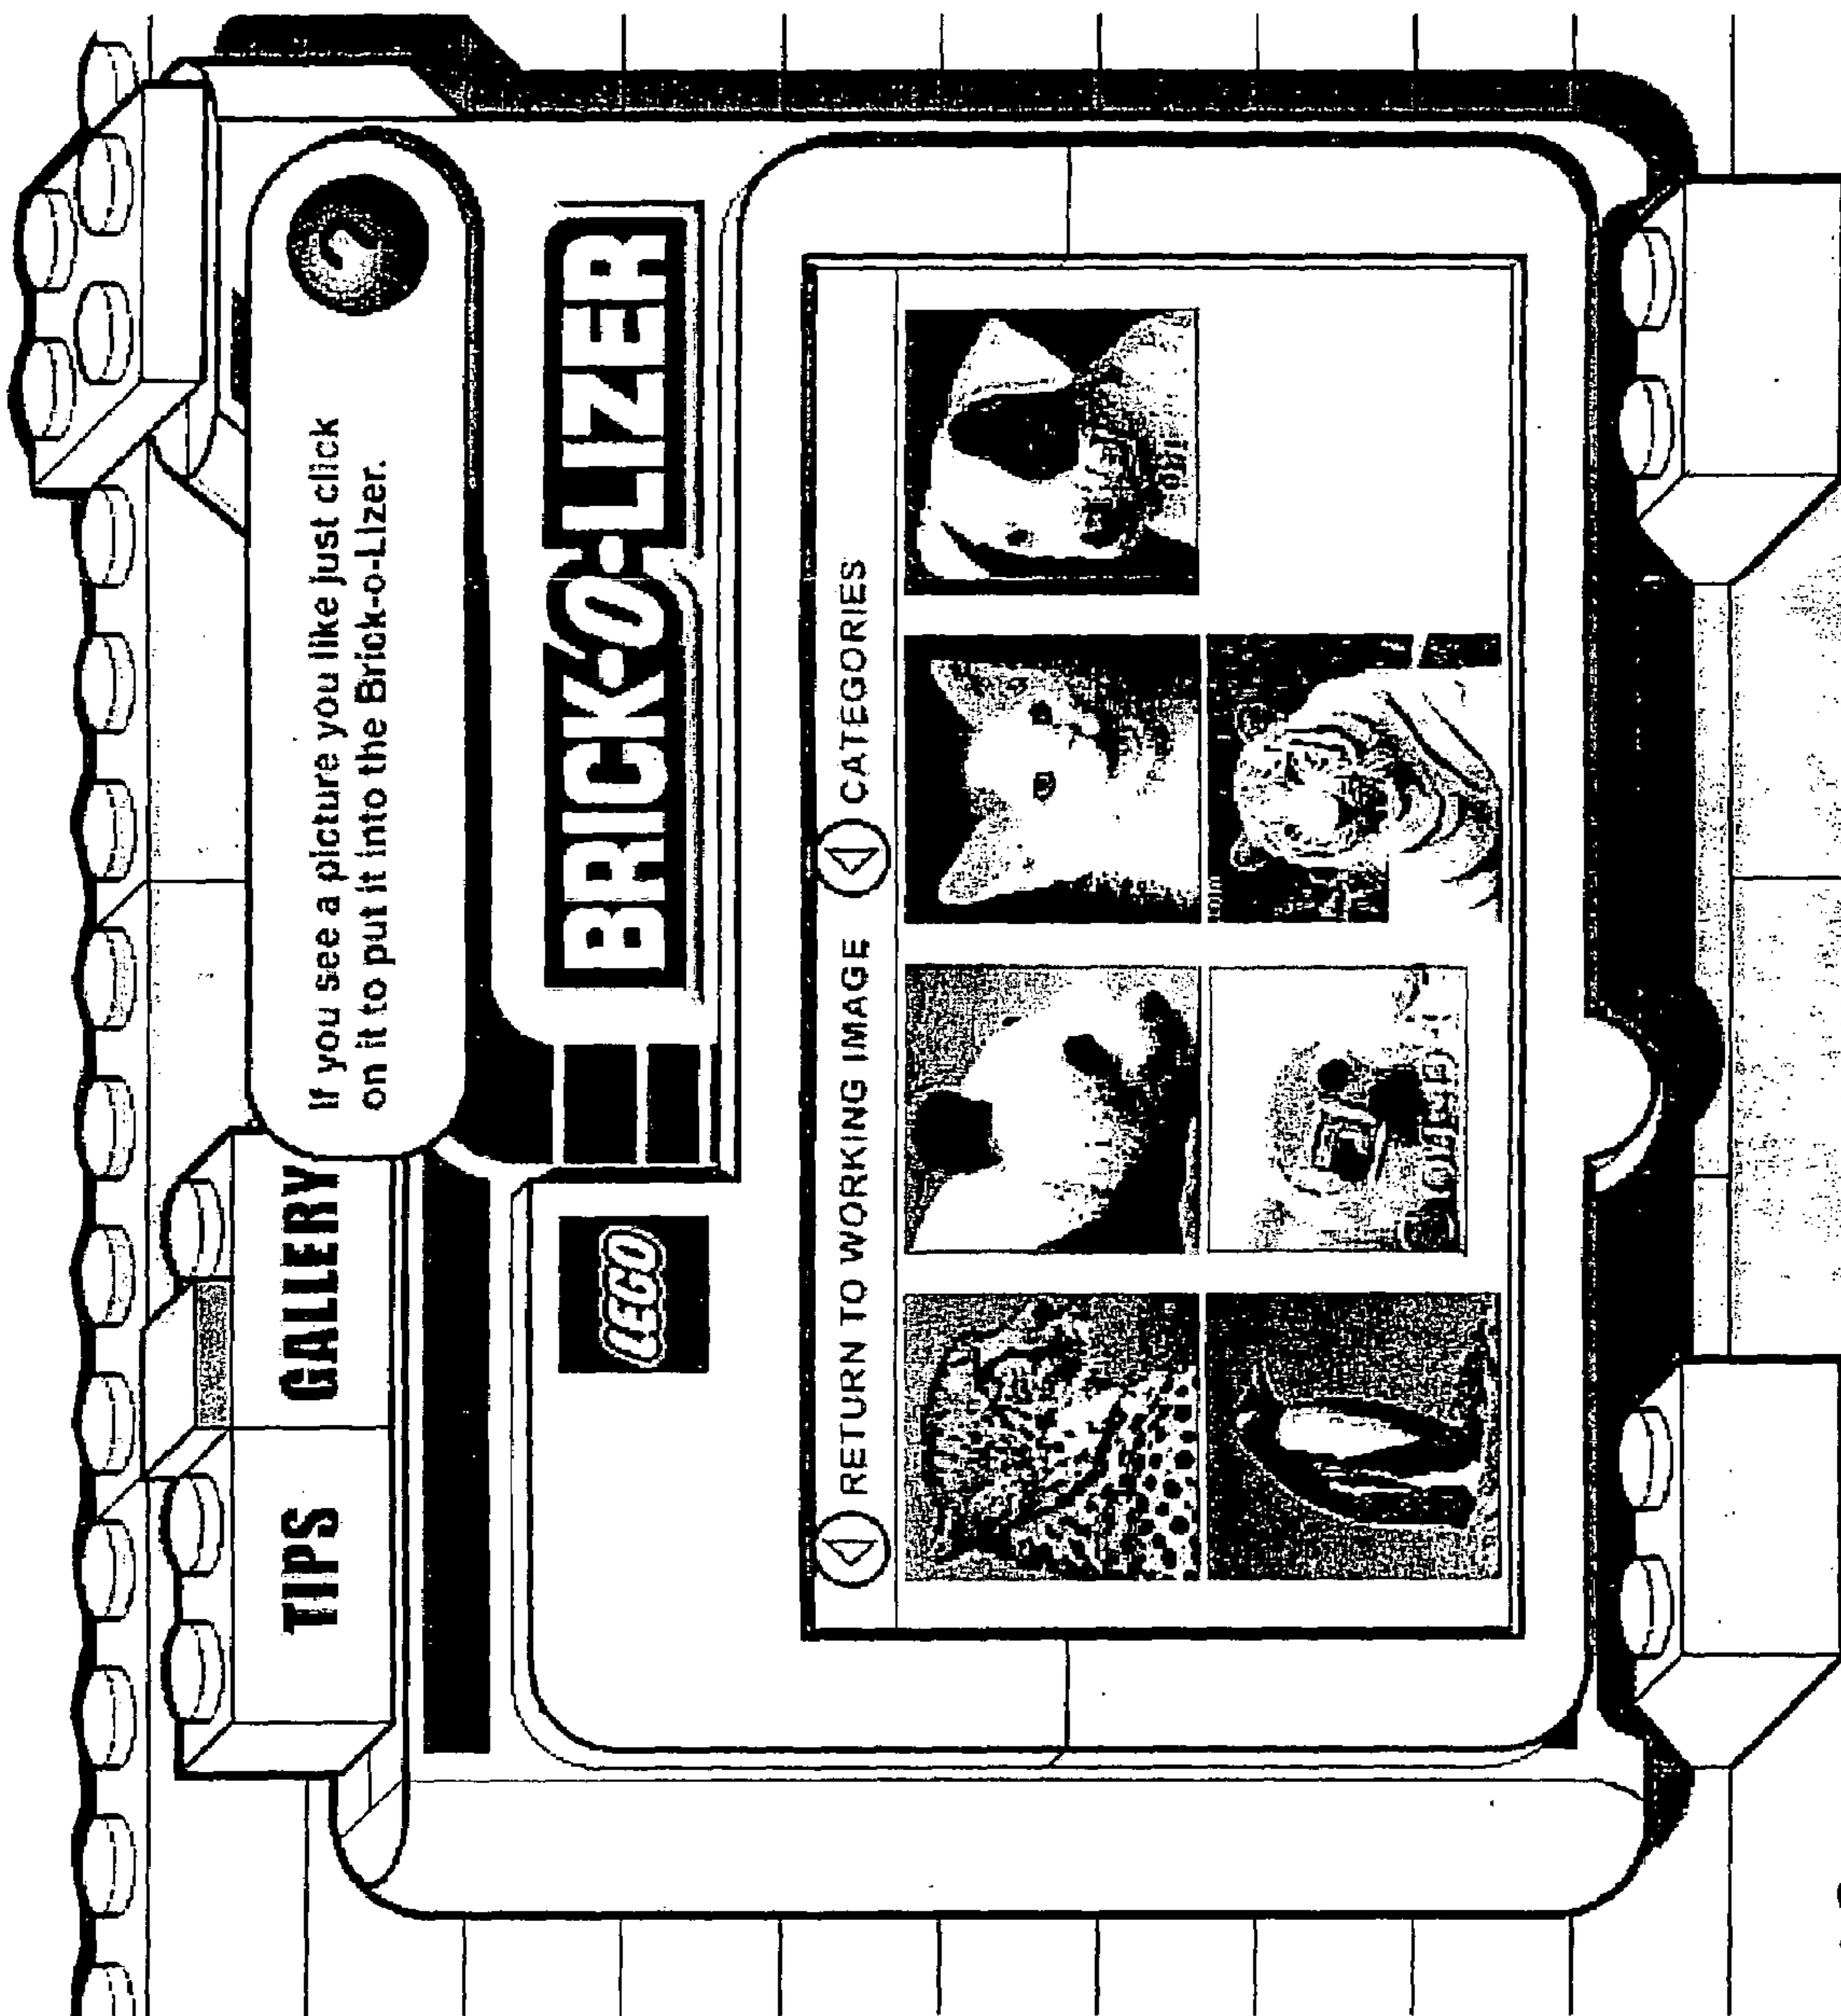 TIPS
GALLERY
If you see a picture you like just click
on it to put it into the Brick-o-Lizer.
?
LEGO
BRICK-O-LIZER
RETURN TO WORKING IMAGE
CATEGORIES